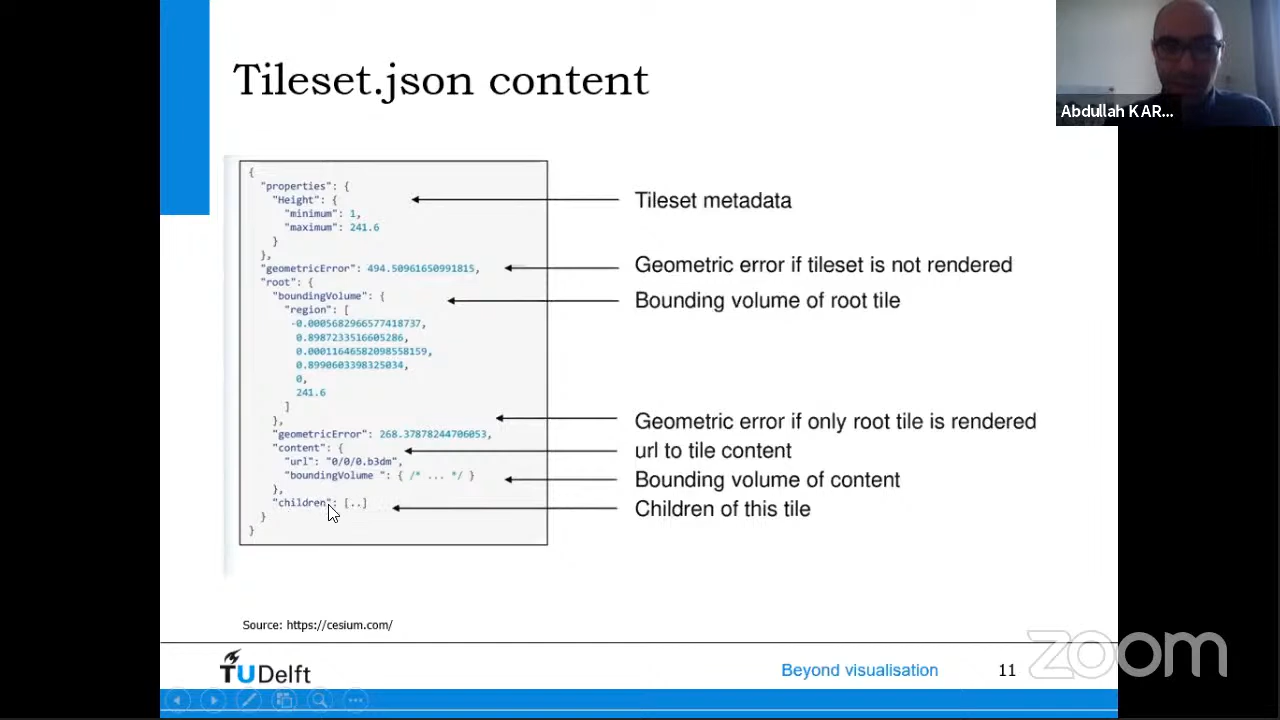 Tileset.json content
Abdullah KAR...
{
"properties": {
"Height": {
"minimum": 1,
"maximum": 241.6
}
},
"geometricError": 494.50961650991815,
"root": {
"boundingVolume": {
"region": [
-0.0005682966577418737,
0.8987233516605286,
0.00011646582098558159,
0.8990603398325034,
0,
241.6
]
},
"geometricError": 268.37878244706053,
"content": {
"url": "0/0/0.b3dm",
"boundingVolume ": { /* ... */ }
},
"children": [..]
}
}
Tileset metadata
Geometric error if tileset is not rendered
Bounding volume of root tile
Geometric error if only root tile is rendered
url to tile content
Bounding volume of content
Children of this tile
Source: https://cesium.com/
TUDelft
Beyond visualisation
11
zoom